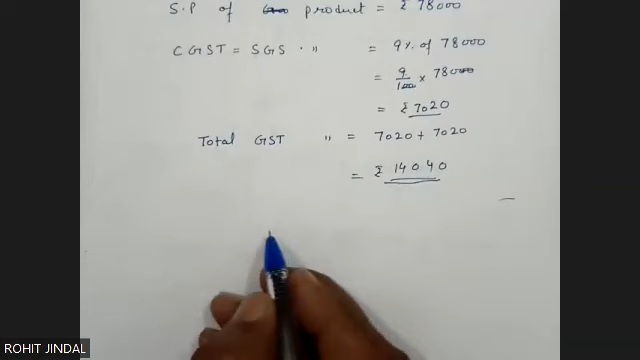 S.P of product = ₹ 78000
CGST = SGS · " = 9% of 78000
= 9/100 × 78000
= ₹ 7020
Total GST " = 7020 + 7020
= ₹ 14040
ROHIT JINDAL